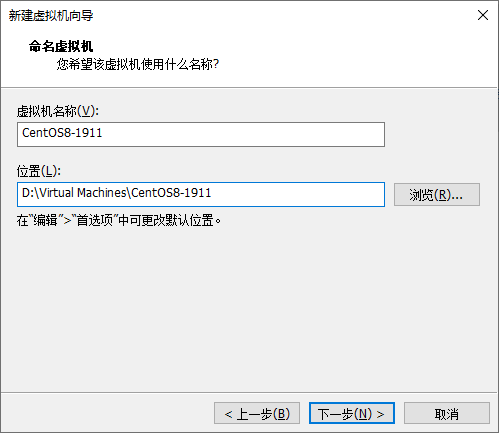 新建虚拟机向导
命名虚拟机
您希望该虚拟机使用什么名称?
虚拟机名称(V):
CentOS8-1911
位置(L):
D:\Virtual Machines\CentOS8-1911
浏览(R)...
在“编辑”>“首选项”中可更改默认位置。
< 上一步(B)
下一步(N) >
取消